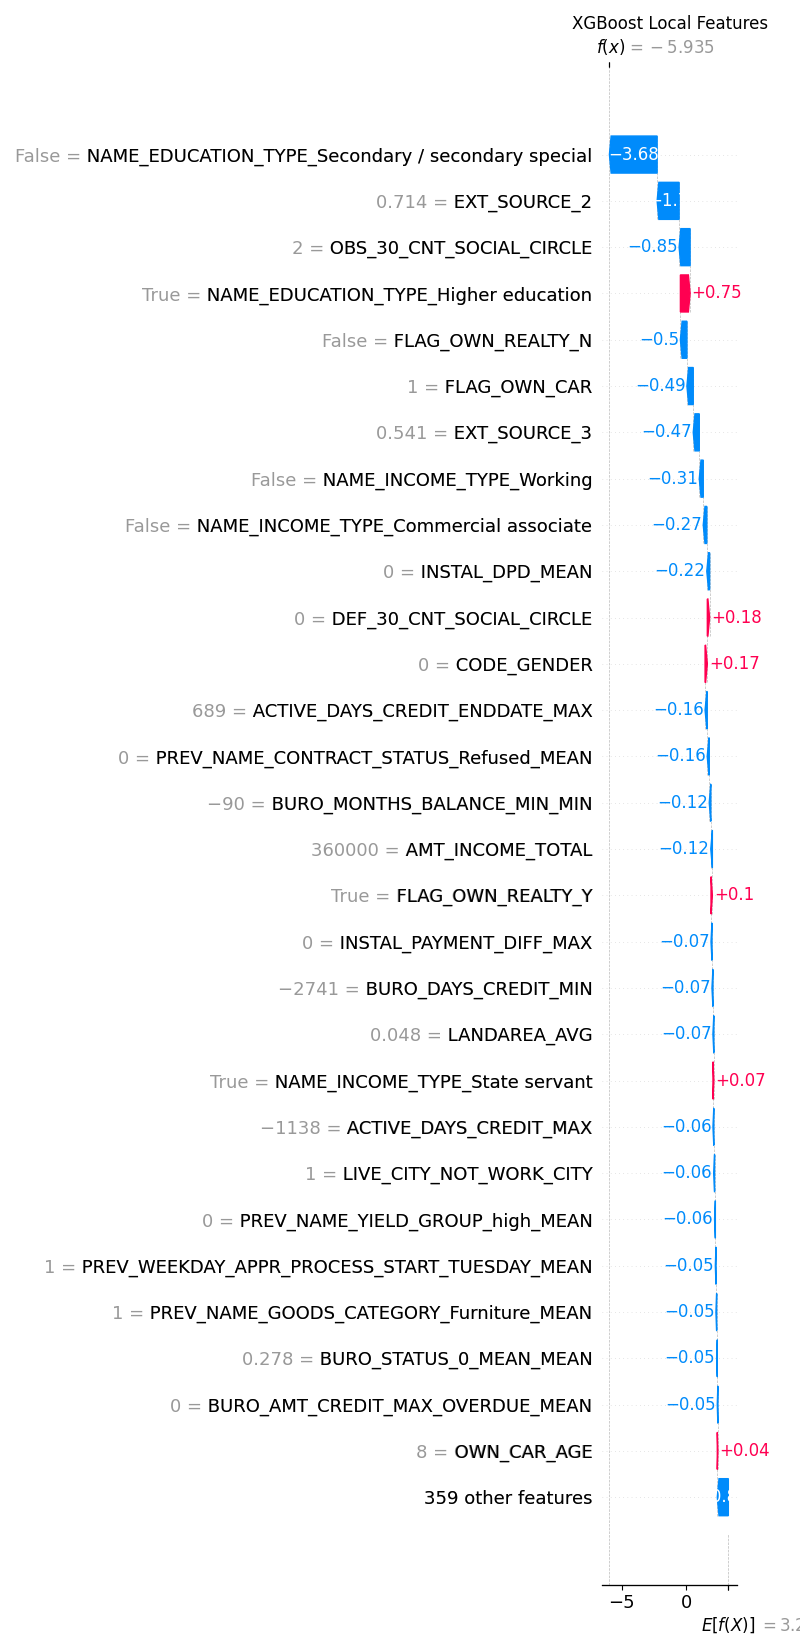 XGBoost Local Features
f(x) = −5.935
False = NAME_EDUCATION_TYPE_Secondary / secondary special −3.68
0.714 = EXT_SOURCE_2
2 = OBS_30_CNT_SOCIAL_CIRCLE −0.85
True = NAME_EDUCATION_TYPE_Higher education +0.75
False = FLAG_OWN_REALTY_N −0.5
1 = FLAG_OWN_CAR −0.49
0.541 = EXT_SOURCE_3 −0.47
False = NAME_INCOME_TYPE_Working −0.31
False = NAME_INCOME_TYPE_Commercial associate −0.27
0 = INSTAL_DPD_MEAN −0.22
0 = DEF_30_CNT_SOCIAL_CIRCLE +0.18
0 = CODE_GENDER +0.17
689 = ACTIVE_DAYS_CREDIT_ENDDATE_MAX −0.16
0 = PREV_NAME_CONTRACT_STATUS_Refused_MEAN −0.16
−90 = BURO_MONTHS_BALANCE_MIN_MIN −0.12
360000 = AMT_INCOME_TOTAL −0.12
True = FLAG_OWN_REALTY_Y +0.1
0 = INSTAL_PAYMENT_DIFF_MAX −0.07
−2741 = BURO_DAYS_CREDIT_MIN −0.07
0.048 = LANDAREA_AVG −0.07
True = NAME_INCOME_TYPE_State servant +0.07
−1138 = ACTIVE_DAYS_CREDIT_MAX −0.06
1 = LIVE_CITY_NOT_WORK_CITY −0.06
0 = PREV_NAME_YIELD_GROUP_high_MEAN −0.06
1 = PREV_WEEKDAY_APPR_PROCESS_START_TUESDAY_MEAN −0.05
1 = PREV_NAME_GOODS_CATEGORY_Furniture_MEAN −0.05
0.278 = BURO_STATUS_0_MEAN_MEAN −0.05
0 = BURO_AMT_CREDIT_MAX_OVERDUE_MEAN −0.05
8 = OWN_CAR_AGE +0.04
359 other features
−5 0
E[f(X)] = 3.2